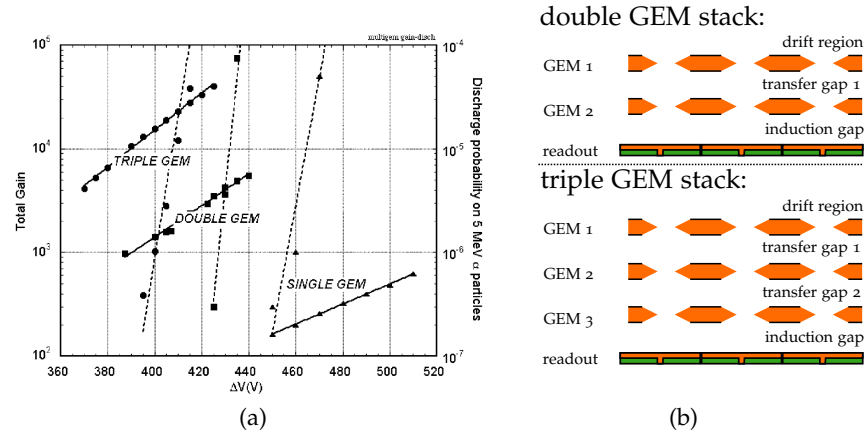 multigem gain-disch
Total Gain
10^5
10^4
10^3
10^2
TRIPLE GEM
DOUBLE GEM
SINGLE GEM
10^-4
10^-5
10^-6
10^-7
Discharge probability on 5 MeV α particles
360 380 400 420 440 460 480 500 520
ΔV(V)
(a)
double GEM stack:
drift region
GEM 1
transfer gap 1
GEM 2
induction gap
readout
triple GEM stack:
drift region
GEM 1
transfer gap 1
GEM 2
transfer gap 2
GEM 3
induction gap
readout
(b)